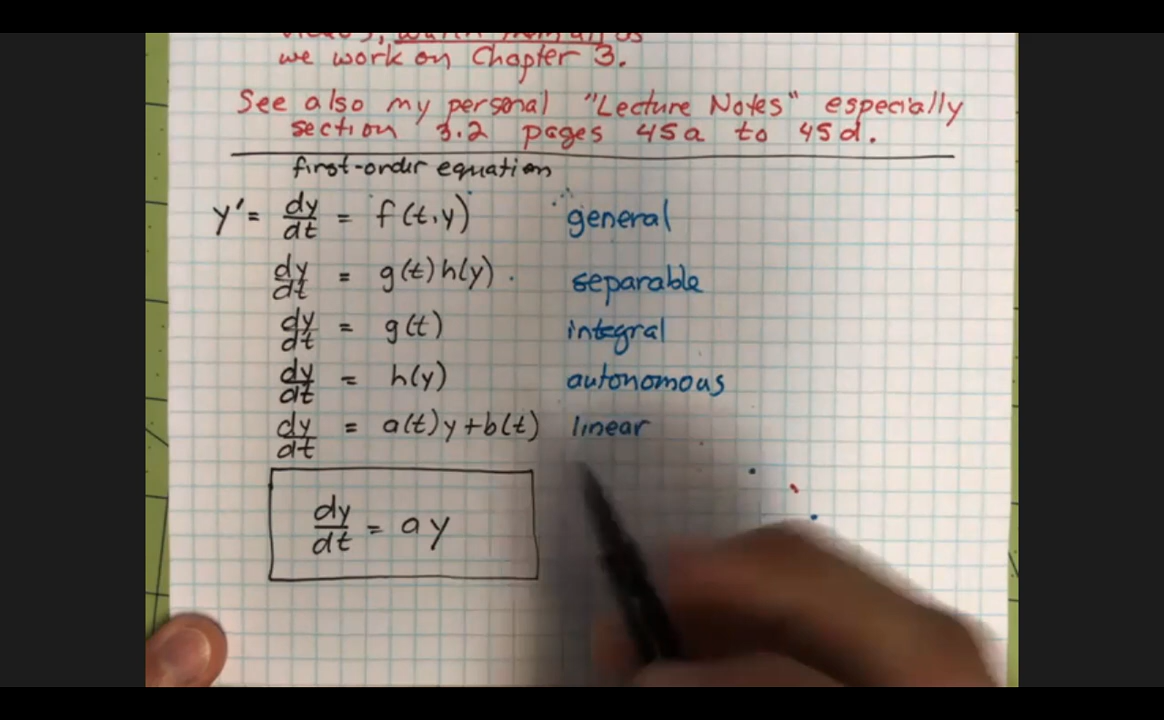 we work on Chapter 3.
See also my personal "Lecture Notes" especially
section 3.2 pages 45a to 45d.
first-order equation
y' = dy/dt = f(t,y) general
dy/dt = g(t)h(y). separable
dy/dt = g(t) integral
dy/dt = h(y) autonomous
dy/dt = a(t)y+b(t) linear
dy/dt = ay